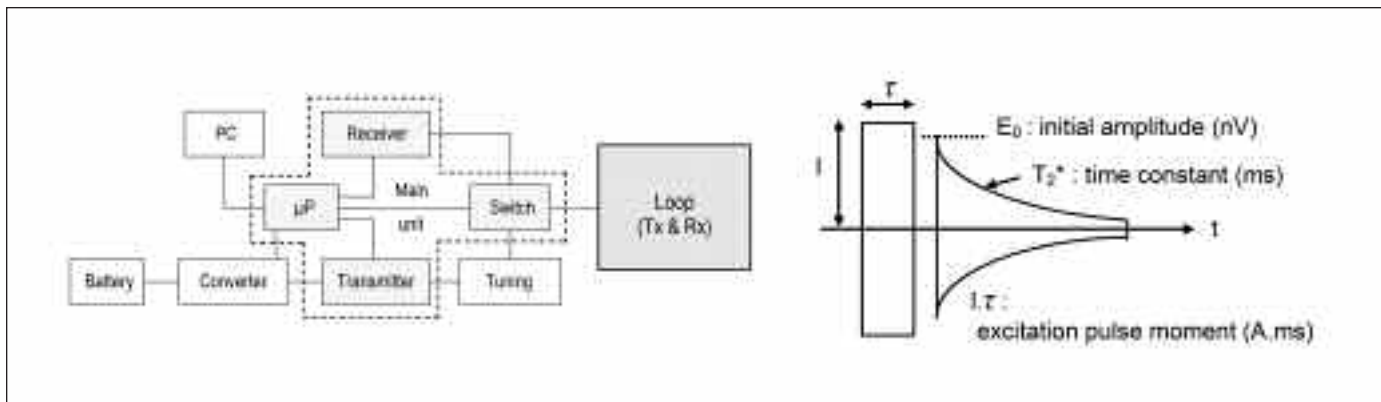 PC
Receiver
Main
μP
Switch
unit
Loop
(Tx & Rx)
Battery
Converter
Transmitter
Tuning
τ
I
E₀ : initial amplitude (nV)
T₂* : time constant (ms)
t
I.τ :
excitation pulse moment (A.ms)